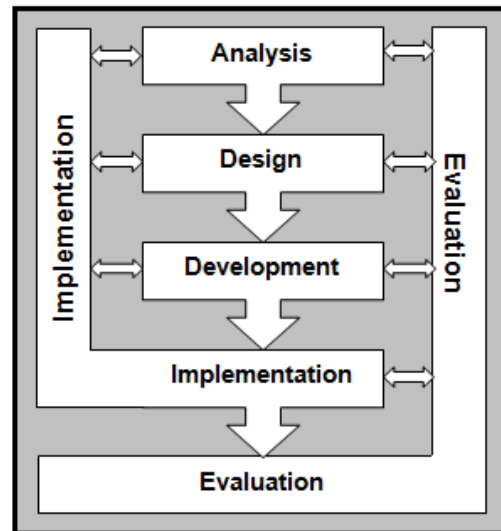 Analysis
Design
Development
Implementation
Evaluation
Implementation
Evaluation